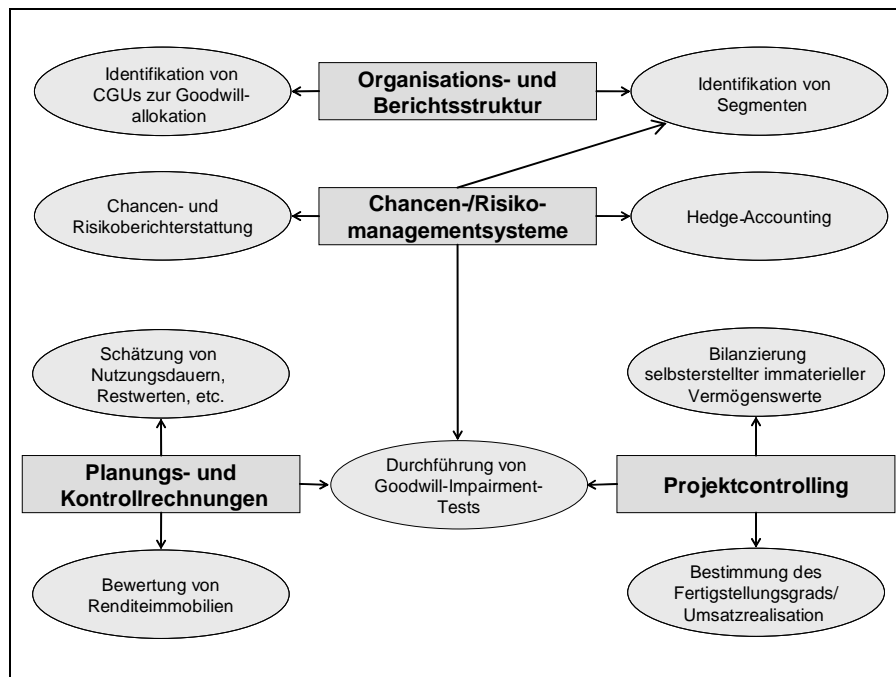 Identifikation von
CGUs zur Goodwill-
allokation
Organisations- und
Berichtsstruktur
Identifikation von
Segmenten
Chancen- und
Risikoberichterstattung
Chancen-/Risiko-
managementsysteme
Hedge-Accounting
Schätzung von
Nutzungsdauern,
Restwerten, etc.
Bilanzierung
selbsterstellter immaterieller
Vermögenswerte
Planungs- und
Kontrollrechnungen
Durchführung von
Goodwill-Impairment-
Tests
Projektcontrolling
Bewertung von
Renditeimmobilien
Bestimmung des
Fertigstellungsgrads/
Umsatzrealisation